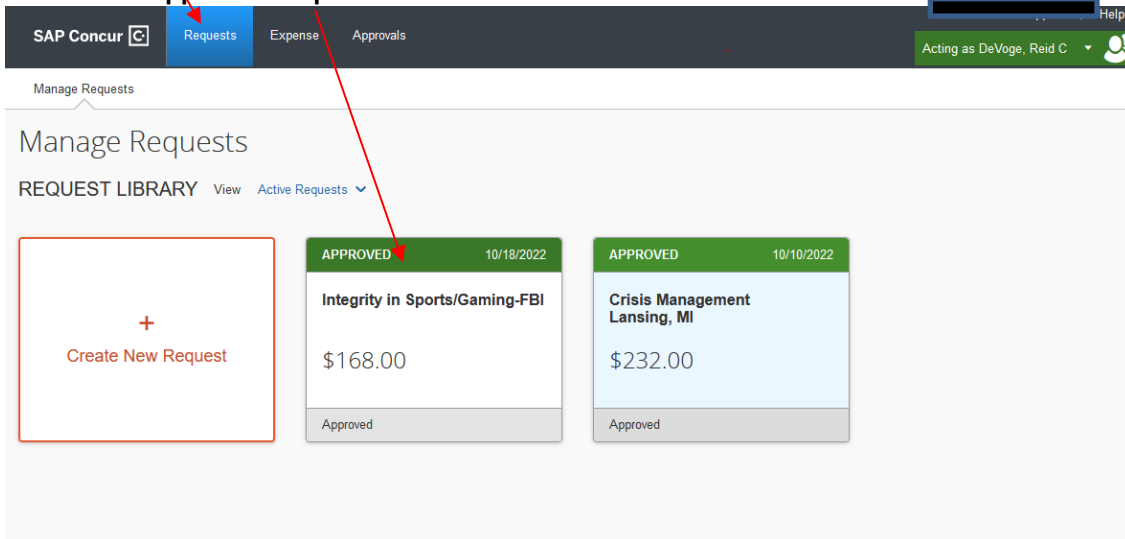 Help
SAP Concur C Requests Expense Approvals
Acting as DeVoge, Reid C
Manage Requests
Manage Requests
REQUEST LIBRARY View Active Requests
APPROVED 10/18/2022
Integrity in Sports/Gaming-FBI
$168.00
Approved
APPROVED 10/10/2022
Crisis Management
Lansing, MI
$232.00
Approved
+
Create New Request